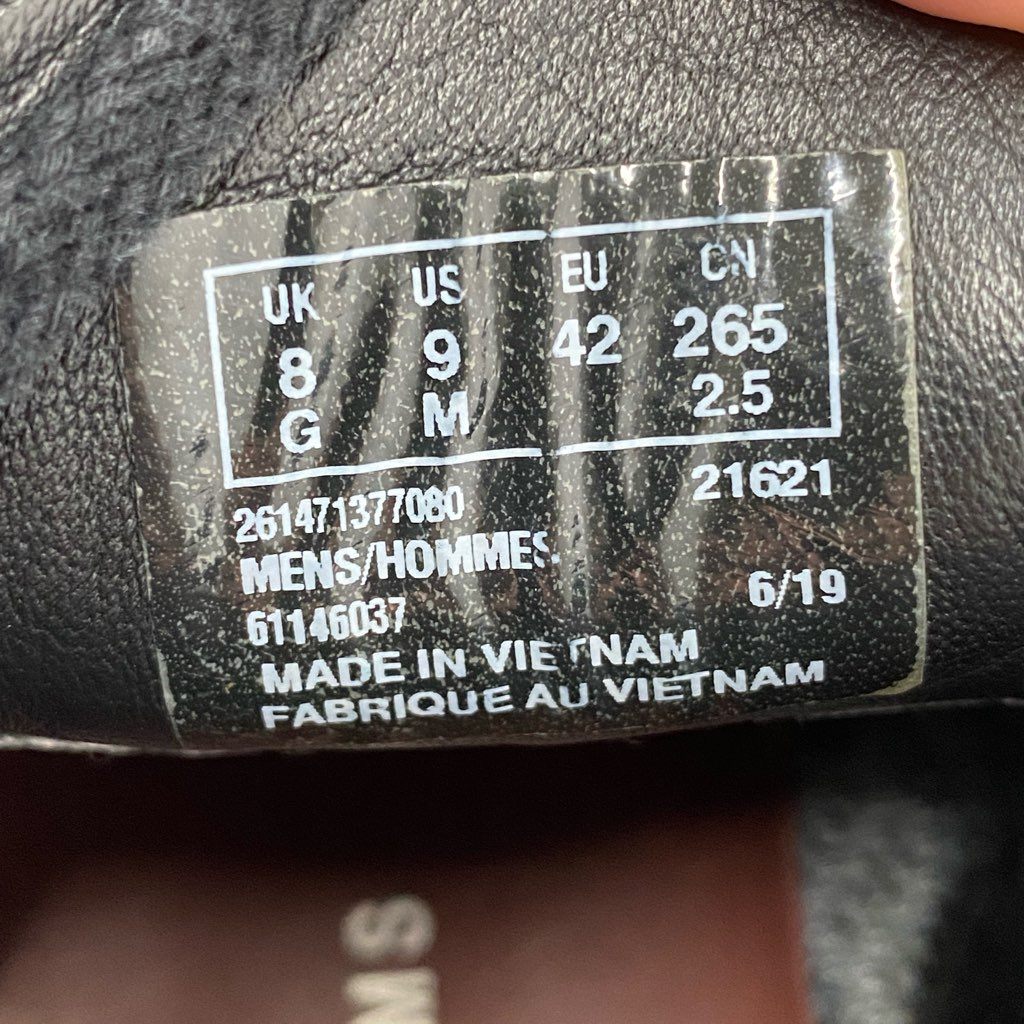 UK US EU CN
8 9 42 265
G M 2.5
261471377080 21621
MENS/HOMMES
61146037 6/19
MADE IN VIETNAM
FABRIQUE AU VIETNAM
MS